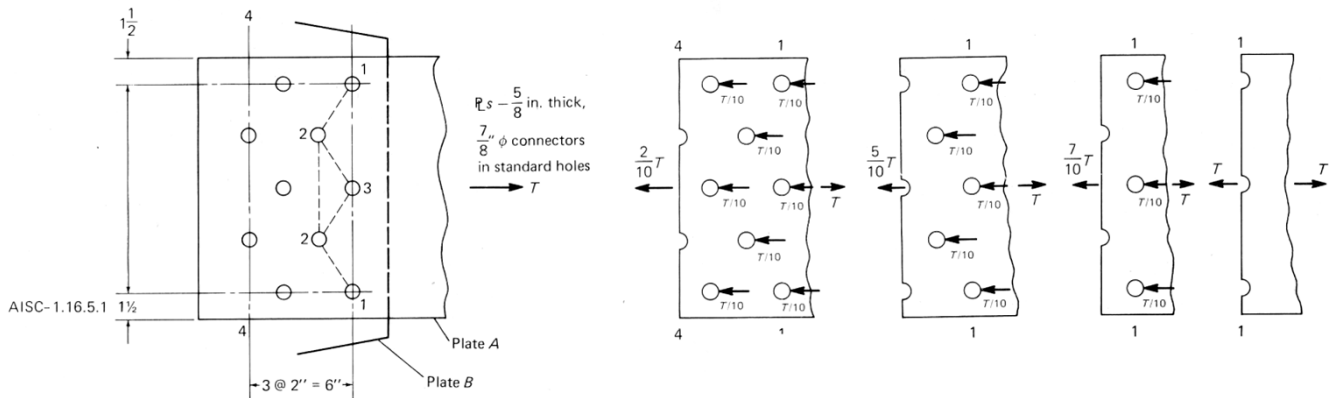 1 1/2
4
1
2
3
2
1
4
AISC-1.16.5.1 1½
3 @ 2'' = 6''
Plate A
Plate B
℄s – 5/8 in. thick,
7/8'' ϕ connectors
in standard holes
T
4 1
T/10 T/10
T/10
2/10 T
T/10 T/10 T
T/10
T/10 T/10
4 1
1
T/10
T/10
5/10 T
T/10 T
T/10
T/10
1
1
T/10
7/10 T
T/10 T
T/10
1
1
T T
1